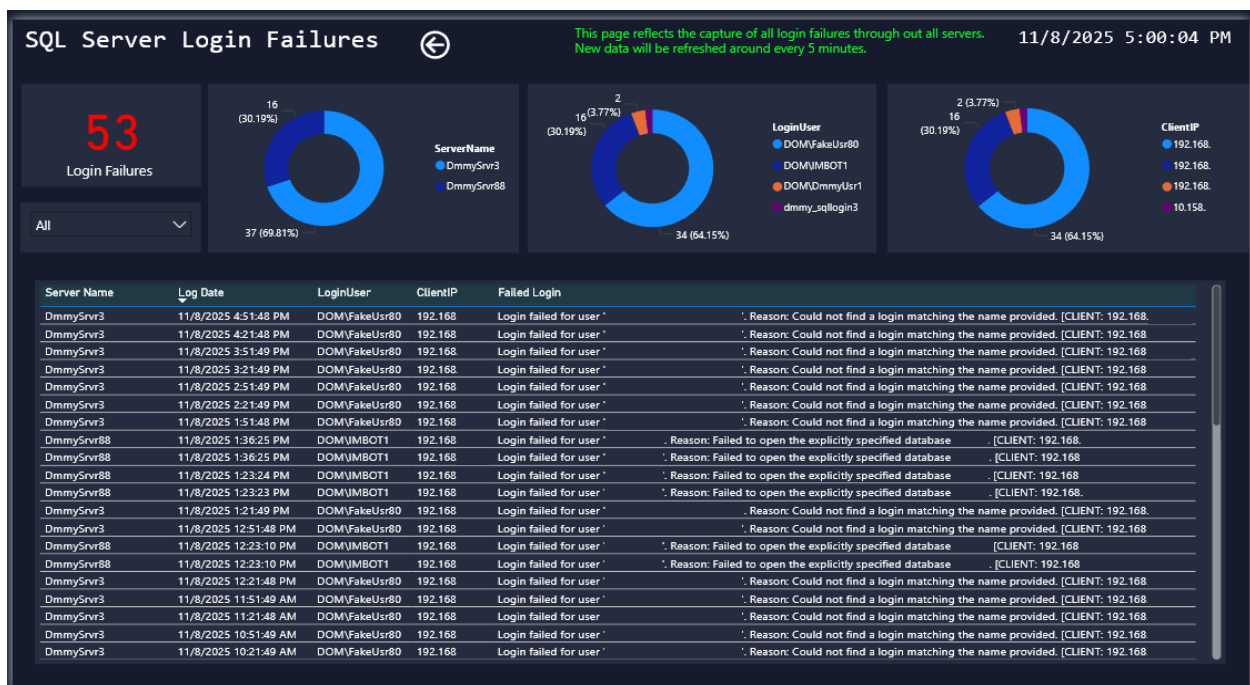 SQL Server Login Failures
This page reflects the capture of all login failures through out all servers.
New data will be refreshed around every 5 minutes.
11/8/2025 5:00:04 PM
53
Login Failures
All
16
(30.19%)
37 (69.81%)
ServerName
DmmySrvr3
DmmySrvr88
2
(3.77%)
16
(30.19%)
34 (64.15%)
LoginUser
DOM\FakeUsr80
DOM\IMBOT1
DOM\DmmyUsr1
dmmy_sqllogin3
2 (3.77%)
16
(30.19%)
34 (64.15%)
ClientIP
192.168.
192.168.
192.168.
10.158.
Server Name Log Date LoginUser ClientIP Failed Login
DmmySrvr3 11/8/2025 4:51:48 PM DOM\FakeUsr80 192.168 Login failed for user ' '. Reason: Could not find a login matching the name provided. [CLIENT: 192.168.
DmmySrvr3 11/8/2025 4:21:48 PM DOM\FakeUsr80 192.168 Login failed for user ' '. Reason: Could not find a login matching the name provided. [CLIENT: 192.168
DmmySrvr3 11/8/2025 3:51:49 PM DOM\FakeUsr80 192.168. Login failed for user ' '. Reason: Could not find a login matching the name provided. [CLIENT: 192.168
DmmySrvr3 11/8/2025 3:21:49 PM DOM\FakeUsr80 192.168. Login failed for user ' '. Reason: Could not find a login matching the name provided. [CLIENT: 192.168
DmmySrvr3 11/8/2025 2:51:49 PM DOM\FakeUsr80 192.168 Login failed for user ' '. Reason: Could not find a login matching the name provided. [CLIENT: 192.168
DmmySrvr3 11/8/2025 2:21:49 PM DOM\FakeUsr80 192.168 Login failed for user ' '. Reason: Could not find a login matching the name provided. [CLIENT: 192.168
DmmySrvr3 11/8/2025 1:51:48 PM DOM\FakeUsr80 192.168 Login failed for user ' '. Reason: Could not find a login matching the name provided. [CLIENT: 192.168
DmmySrvr88 11/8/2025 1:36:25 PM DOM\IMBOT1 192.168 Login failed for user ' . Reason: Failed to open the explicitly specified database . [CLIENT: 192.168.
DmmySrvr88 11/8/2025 1:36:25 PM DOM\IMBOT1 192.168 Login failed for user ' '. Reason: Failed to open the explicitly specified database . [CLIENT: 192.168
DmmySrvr88 11/8/2025 1:23:24 PM DOM\IMBOT1 192.168 Login failed for user ' '. Reason: Failed to open the explicitly specified database . [CLIENT: 192.168
DmmySrvr88 11/8/2025 1:23:23 PM DOM\IMBOT1 192.168 Login failed for user ' '. Reason: Failed to open the explicitly specified database . [CLIENT: 192.168.
DmmySrvr3 11/8/2025 1:21:49 PM DOM\FakeUsr80 192.168 Login failed for user ' . Reason: Could not find a login matching the name provided. [CLIENT: 192.168.
DmmySrvr3 11/8/2025 12:51:48 PM DOM\FakeUsr80 192.168 Login failed for user ' '. Reason: Could not find a login matching the name provided. [CLIENT: 192.168
DmmySrvr88 11/8/2025 12:23:10 PM DOM\IMBOT1 192.168 Login failed for user ' '. Reason: Failed to open the explicitly specified database [CLIENT: 192.168
DmmySrvr88 11/8/2025 12:23:10 PM DOM\IMBOT1 192.168 Login failed for user ' '. Reason: Failed to open the explicitly specified database . [CLIENT: 192.168
DmmySrvr3 11/8/2025 12:21:48 PM DOM\FakeUsr80 192.168 Login failed for user ' '. Reason: Could not find a login matching the name provided. [CLIENT: 192.168
DmmySrvr3 11/8/2025 11:51:49 AM DOM\FakeUsr80 192.168 Login failed for user ' '. Reason: Could not find a login matching the name provided. [CLIENT: 192.168
DmmySrvr3 11/8/2025 11:21:48 AM DOM\FakeUsr80 192.168 Login failed for user '. Reason: Could not find a login matching the name provided. [CLIENT: 192.168
DmmySrvr3 11/8/2025 10:51:49 AM DOM\FakeUsr80 192.168 Login failed for user ' '. Reason: Could not find a login matching the name provided. [CLIENT: 192.168
DmmySrvr3 11/8/2025 10:21:49 AM DOM\FakeUsr80 192.168 Login failed for user ' '. Reason: Could not find a login matching the name provided. [CLIENT: 192.168